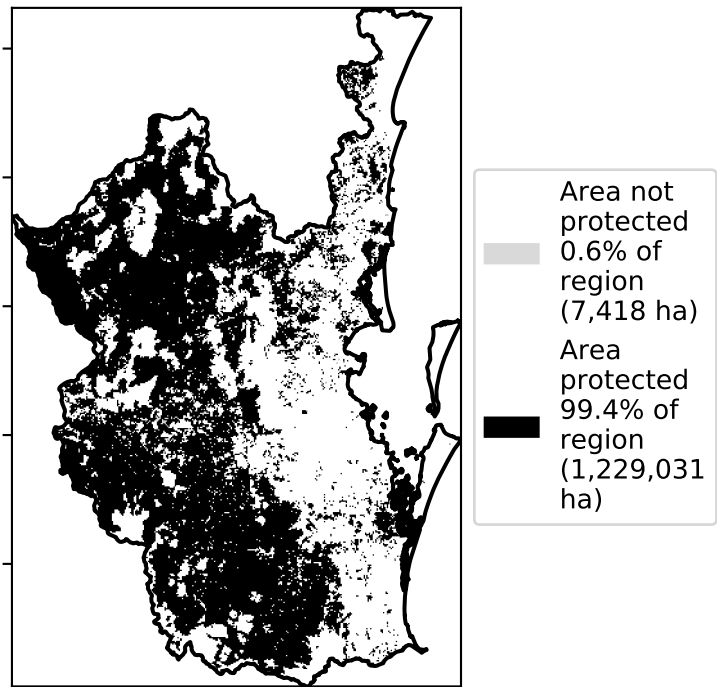 Area not
protected
0.6% of
region
(7,418 ha)
Area
protected
99.4% of
region
(1,229,031
ha)